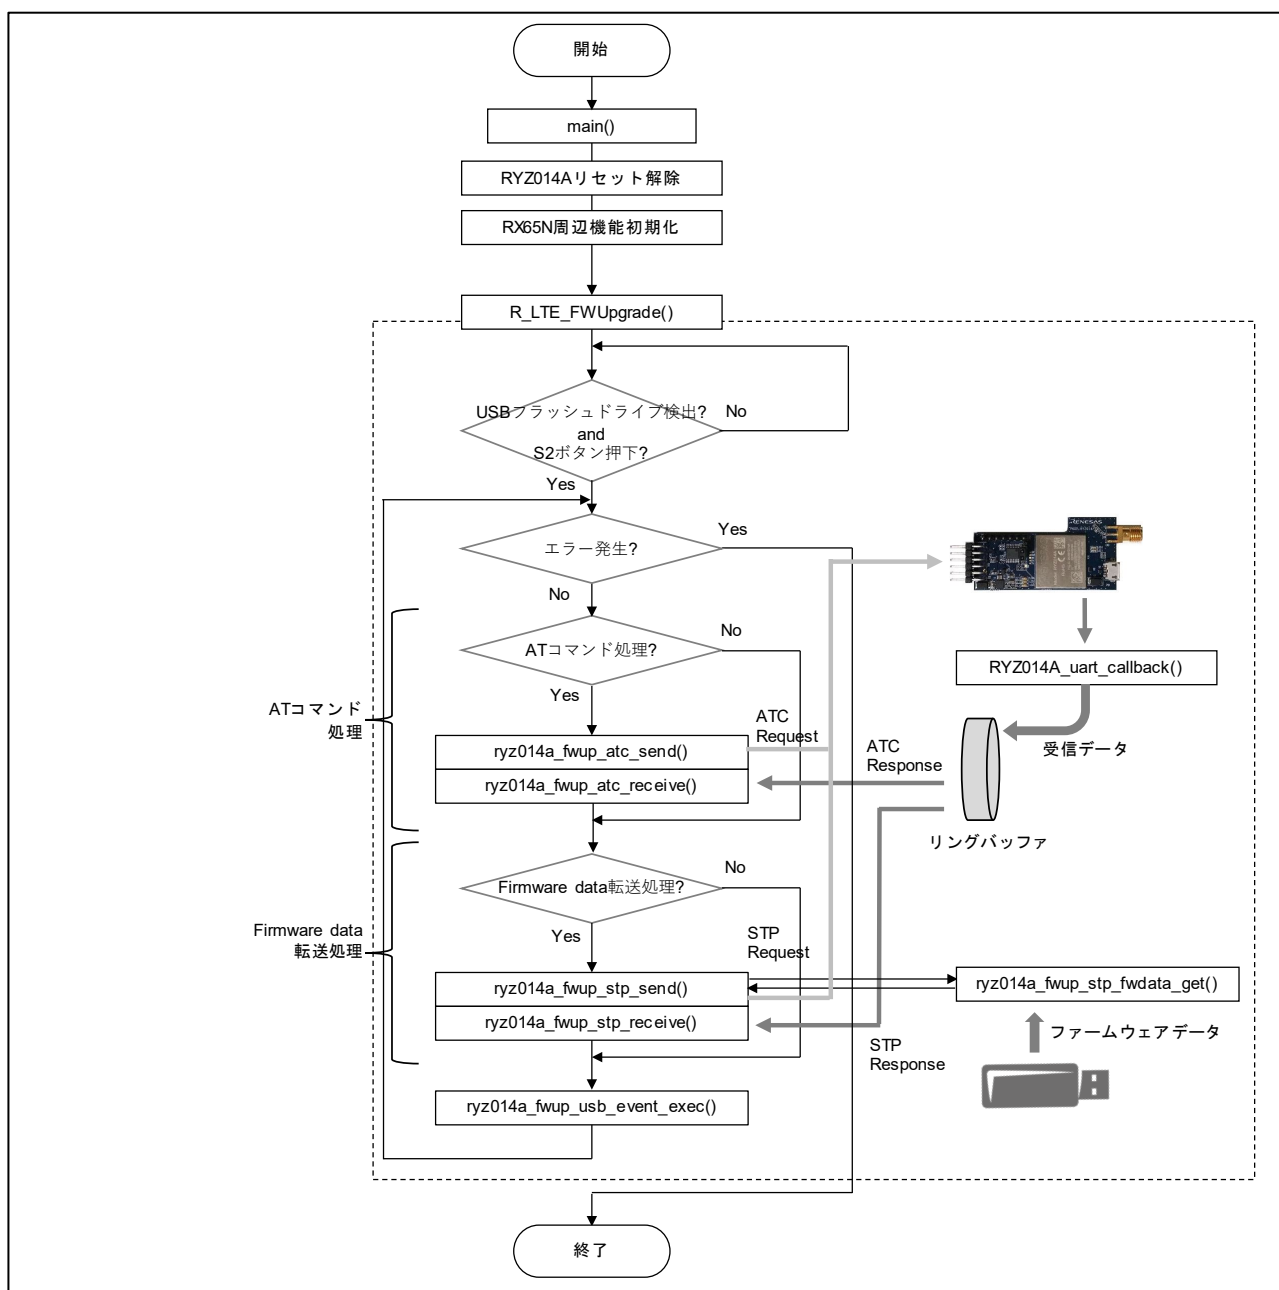 開始
main()
RYZ014Aリセット解除
RX65N周辺機能初期化
R_LTE_FWUpgrade()
USBフラッシュドライブ検出?
and
S2ボタン押下?
No
Yes
エラー発生?
Yes
No
RENESAS
ATコマンド処理?
No
Yes
RYZ014A_uart_callback()
ATコマンド
処理
ATC
Request
ryz014a_fwup_atc_send()
ryz014a_fwup_atc_receive()
ATC
Response
受信データ
リングバッファ
Firmware data転送処理?
No
Yes
Firmware data
転送処理
STP
Request
ryz014a_fwup_stp_send()
ryz014a_fwup_stp_receive()
ryz014a_fwup_stp_fwdata_get()
ファームウェアデータ
STP
Response
ryz014a_fwup_usb_event_exec()
終了